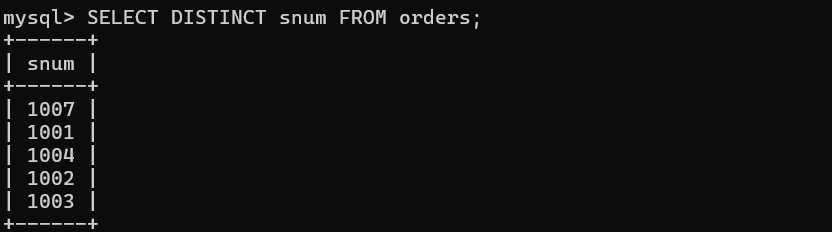 mysql> SELECT DISTINCT snum FROM orders;
+------+
| snum |
+------+
| 1007 |
| 1001 |
| 1004 |
| 1002 |
| 1003 |
+------+